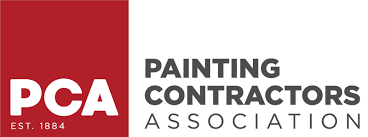 PCA
EST. 1884
PAINTING
CONTRACTORS
ASSOCIATION